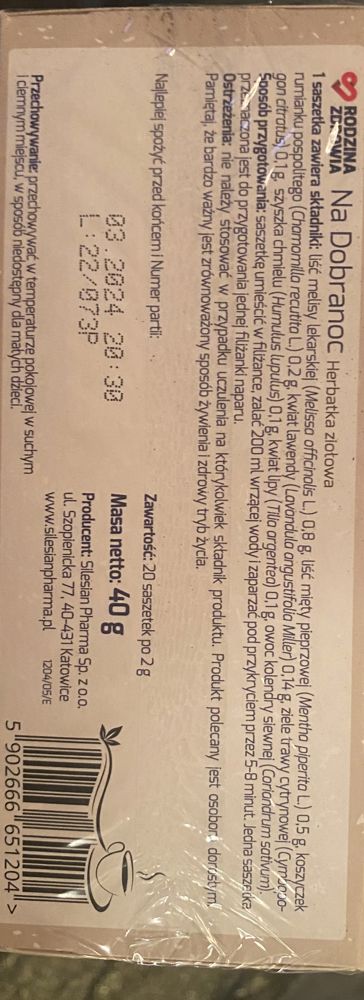 RODZINA
ZDROWIA
Na Dobranoc Herbatka ziołowa
1 saszetka zawiera składniki: liść melisy lekarskiej (Melissa officinalis L.) 0,8 g, liść mięty pieprzowej (Mentha piperita L.) 0,5 g, koszyczek
rumianku pospolitego (Chamomilla recutita L.) 0,2 g, kwiat lawendy (Lavandula angustifolia Miller) 0,14 g, ziele trawy cytrynowej (Cymbopo-
gon citratus) 0,1 g, szyszka chmielu (Humulus lupulus) 0,1 g, kwiat lipy (Tilia argentea) 0,1 g, owoc kolendry siewnej (Coriandrum sativum).
Sposób przygotowania: saszetkę umieścić w filiżance, zalać 200 ml wrzącej wody i zaparzać pod przykryciem przez 5-8 minut. Jedna saszetka
przeznaczona jest do przygotowania jednej filiżanki naparu.
Ostrzeżenia: nie należy stosować w przypadku uczulenia na którykolwiek składnik produktu. Produkt polecany jest osobom dorosłym.
Pamiętaj, że bardzo ważny jest zrównoważony sposób żywienia i zdrowy tryb życia.
Najlepiej spożyć przed końcem i Numer partii:
03.2024 20:30
L:22/073P
Przechowywanie: przechowywać w temperaturze pokojowej w suchym
i ciemnym miejscu, w sposób niedostępny dla małych dzieci.
Zawartość: 20 saszetek po 2 g
Masa netto: 40 g
Producent: Silesian Pharma Sp. z o.o.
ul. Szopienicka 77, 40-431 Katowice
www.silesianpharma.pl 1204/05/E
5 902666 651204 >